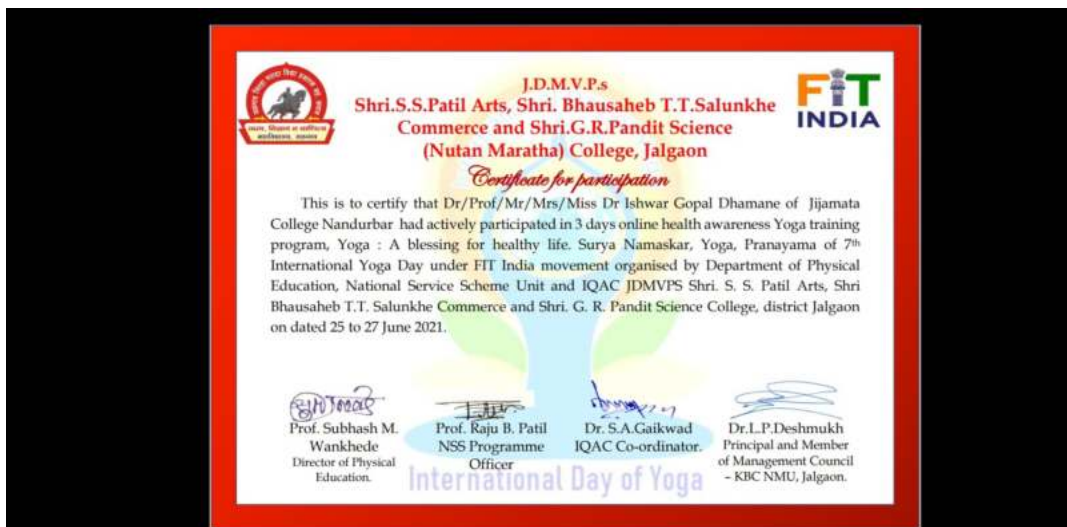 J.D.M.V.P.s
Shri.S.S.Patil Arts, Shri. Bhausaheb T.T.Salunkhe
Commerce and Shri.G.R.Pandit Science
(Nutan Maratha) College, Jalgaon
FIT
INDIA
Certificate for participation
This is to certify that Dr/Prof/Mr/Mrs/Miss Dr Ishwar Gopal Dhamane of Jijamata
College Nandurbar had actively participated in 3 days online health awareness Yoga training
program, Yoga : A blessing for healthy life. Surya Namaskar, Yoga, Pranayama of 7th
International Yoga Day under FIT India movement organised by Department of Physical
Education, National Service Scheme Unit and IQAC JDMVPS Shri. S. S. Patil Arts, Shri
Bhausaheb T.T. Salunkhe Commerce and Shri. G. R. Pandit Science College, district Jalgaon
on dated 25 to 27 June 2021.
Prof. Subhash M.
Wankhede
Director of Physical
Education.
Prof. Raju B. Patil
NSS Programme
Officer
Dr. S.A.Gaikwad
IQAC Co-ordinator.
Dr.L.P.Deshmukh
Principal and Member
of Management Council
– KBC NMU, Jalgaon.
International Day of Yoga